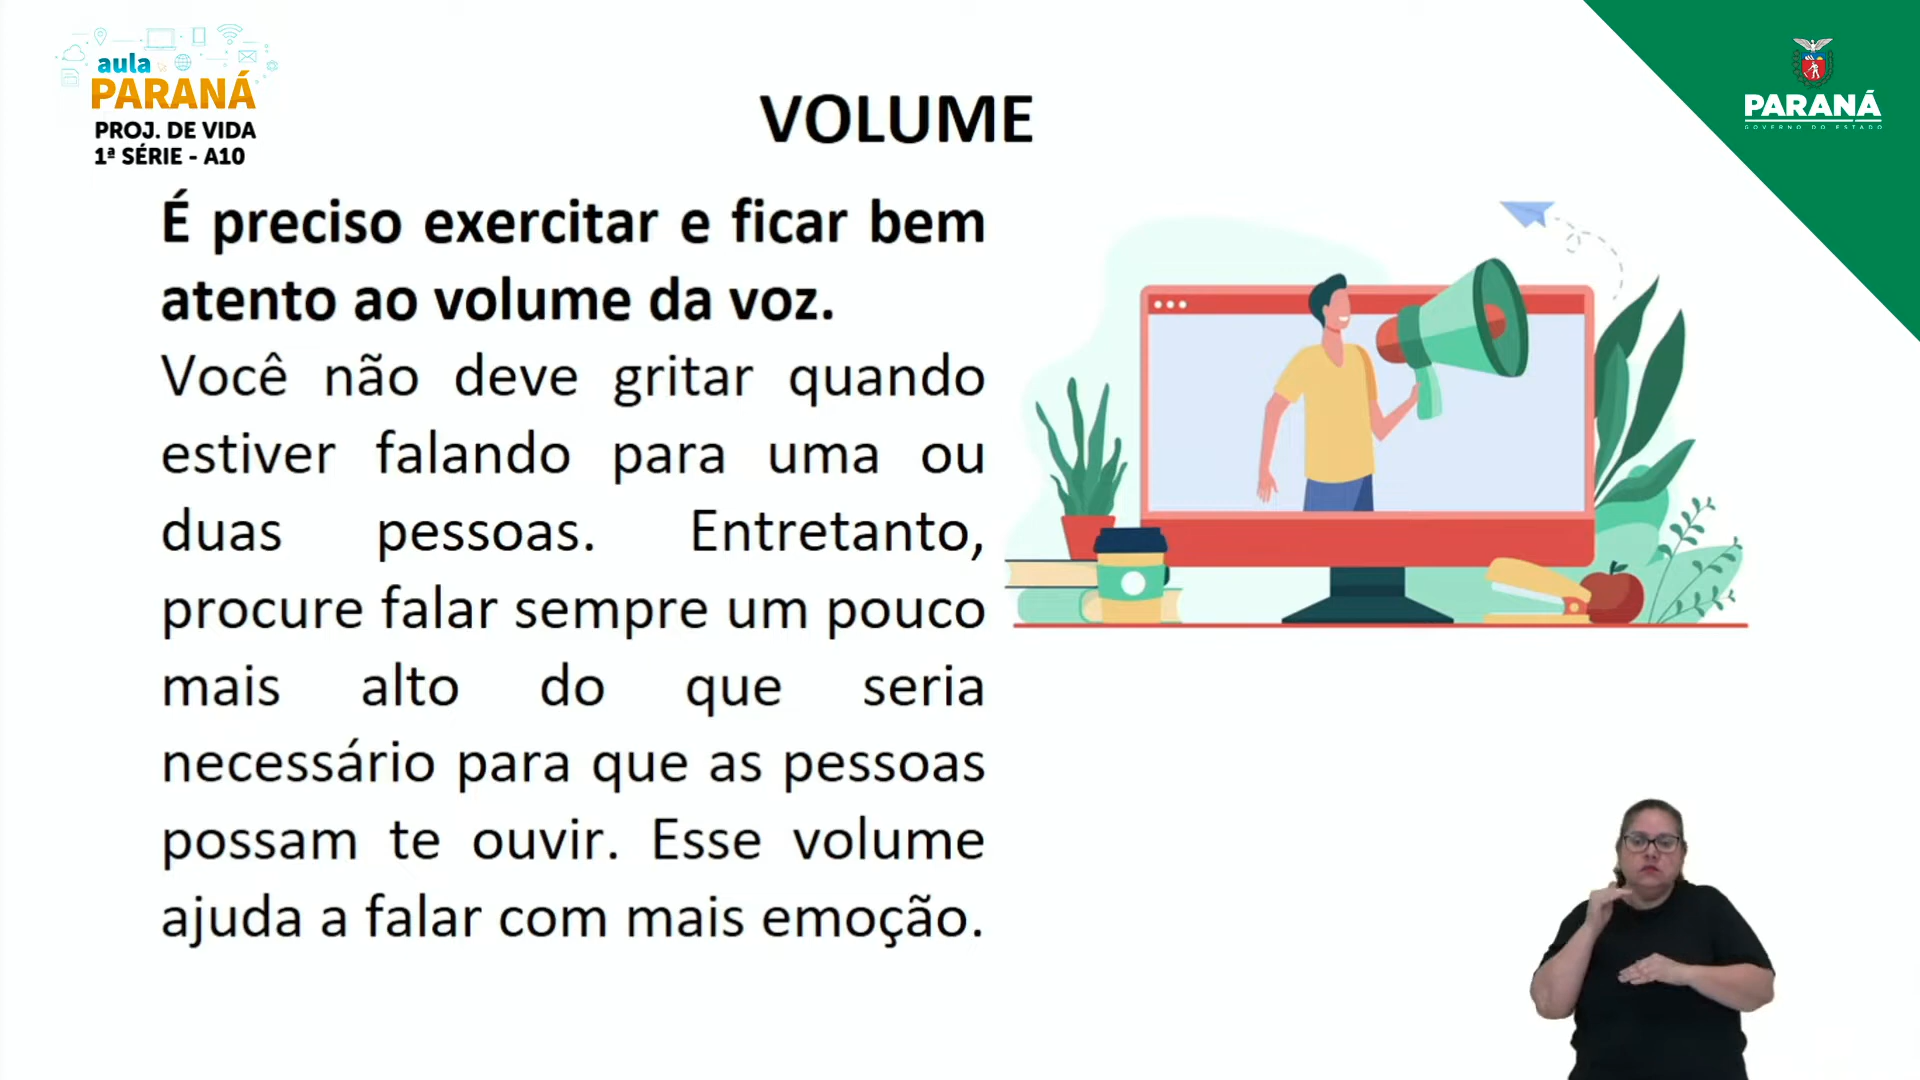 aula
PARANÁ
PROJ. DE VIDA
1ª SÉRIE - A10
VOLUME
PARANÁ
GOVERNO DO ESTADO
É preciso exercitar e ficar bem
atento ao volume da voz.
Você não deve gritar quando
estiver falando para uma ou
duas pessoas. Entretanto,
procure falar sempre um pouco
mais alto do que seria
necessário para que as pessoas
possam te ouvir. Esse volume
ajuda a falar com mais emoção.